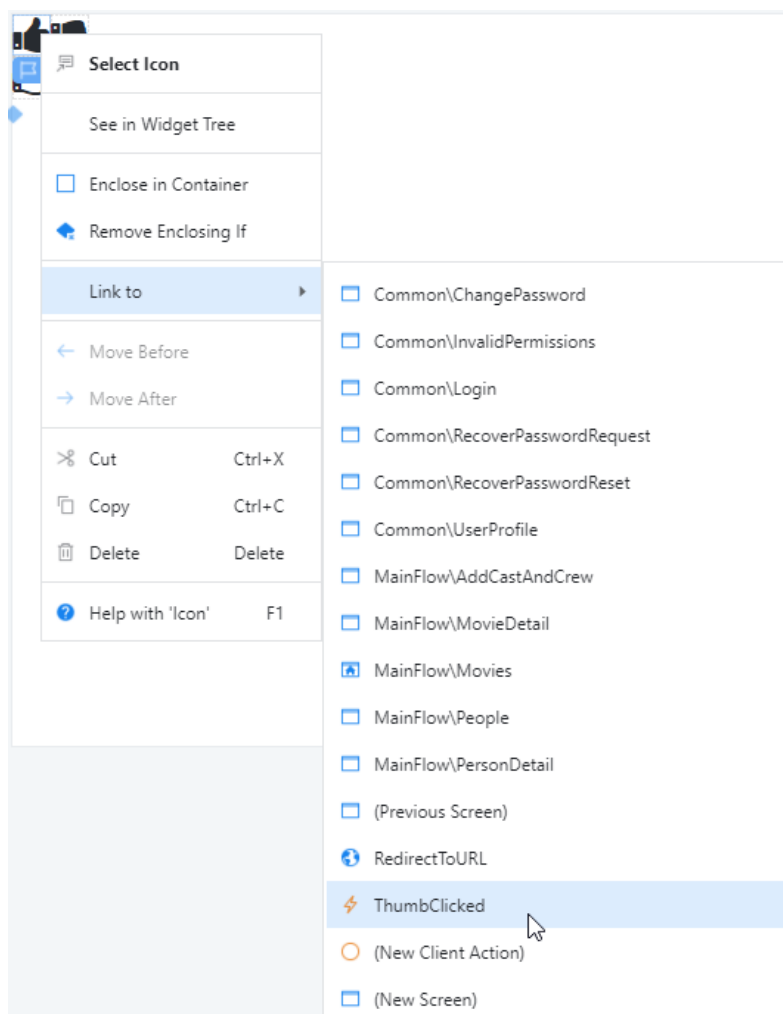 Select Icon
See in Widget Tree
Enclose in Container
Remove Enclosing If
Link to
Move Before
Move After
Cut Ctrl+X
Copy Ctrl+C
Delete Delete
Help with 'Icon' F1
Common\ChangePassword
Common\InvalidPermissions
Common\Login
Common\RecoverPasswordRequest
Common\RecoverPasswordReset
Common\UserProfile
MainFlow\AddCastAndCrew
MainFlow\MovieDetail
MainFlow\Movies
MainFlow\People
MainFlow\PersonDetail
(Previous Screen)
RedirectToURL
ThumbClicked
(New Client Action)
(New Screen)